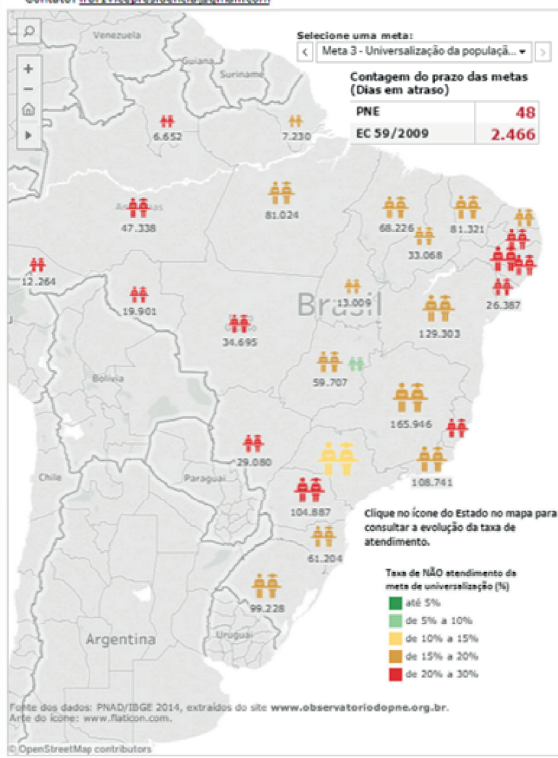 Selecione uma meta:
Meta 3 - Universalização da populaçã...
Contagem do prazo das metas
(Dias em atraso)
PNE 48
EC 59/2009 2.466
Venezuela
Guiana
Suriname
6.652
7.230
47.338
81.024
68.226
81.321
33.068
12.264
19.901
13.009
26.387
Brasil
34.695
129.303
Bolivia
59.707
165.946
29.080
Chile
Paraguai
108.741
104.887
Clique no ícone do Estado no mapa para
consultar a evolução da taxa de
atendimento.
61.204
Taxa de NÃO atendimento da
meta de universalização (%)
até 5%
de 5% a 10%
de 10% a 15%
de 15% a 20%
de 20% a 30%
99.228
Argentina
Uruguai
Fonte dos dados: PNAD/IBGE 2014, extraídos do site www.observatoriodopne.org.br.
Arte do ícone: www.flaticon.com.
© OpenStreetMap contributors